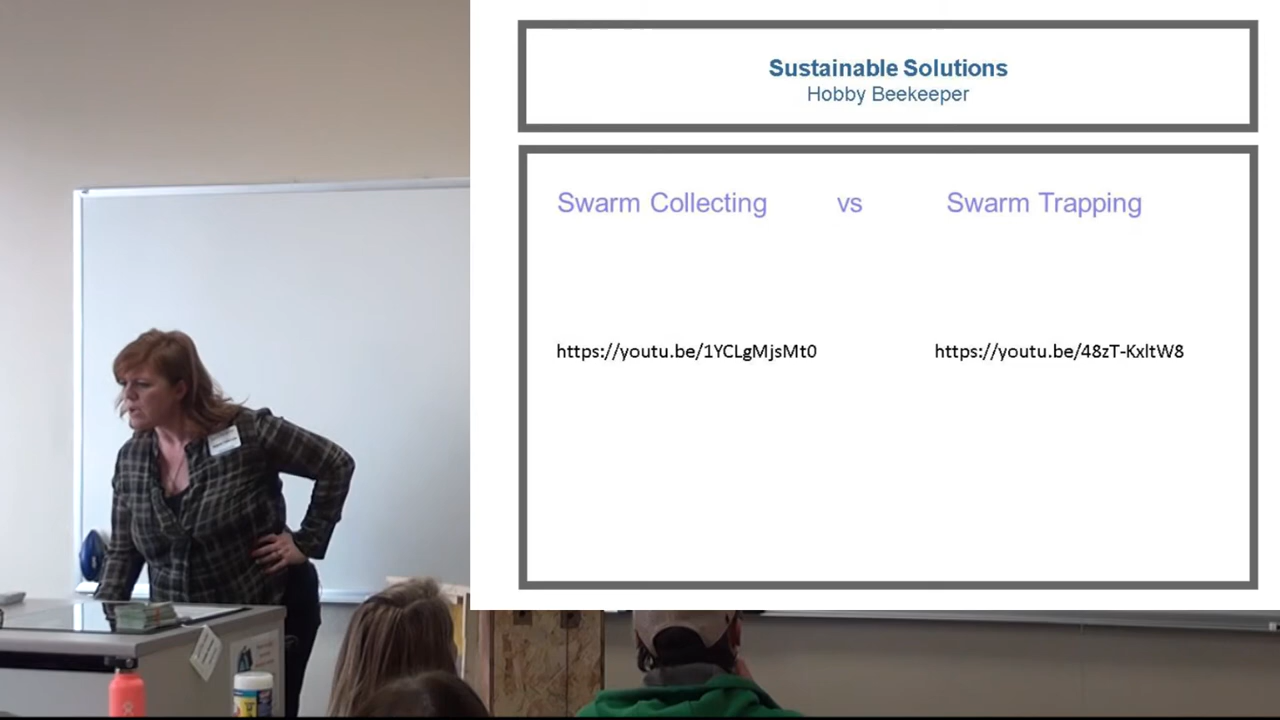 Sustainable Solutions
Hobby Beekeeper
Swarm Collecting vs Swarm Trapping
https://youtu.be/1YCLgMjsMt0 https://youtu.be/48zT-KxltW8